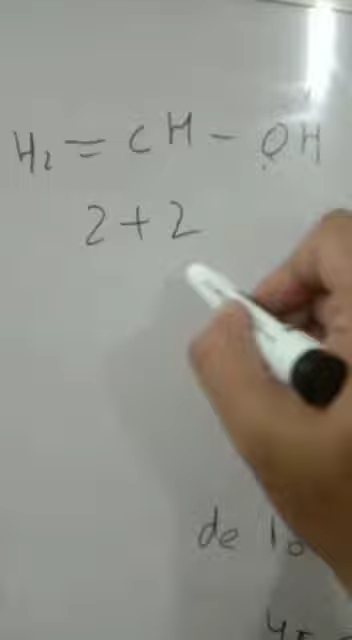 H₂ = CH - OH
2 + 2
de